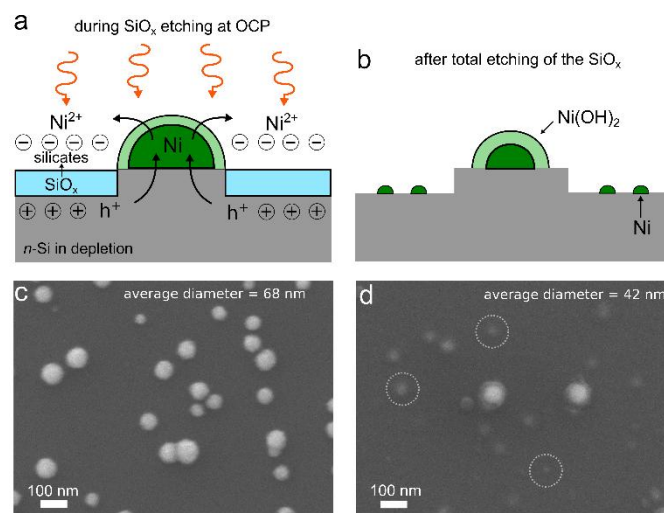 a
during SiOₓ etching at OCP
Ni²⁺
Ni²⁺
Ni
silicates
SiOₓ
h⁺
h⁺
n-Si in depletion
b
after total etching of the SiOₓ
Ni(OH)₂
Ni
c
average diameter = 68 nm
100 nm
d
average diameter = 42 nm
100 nm